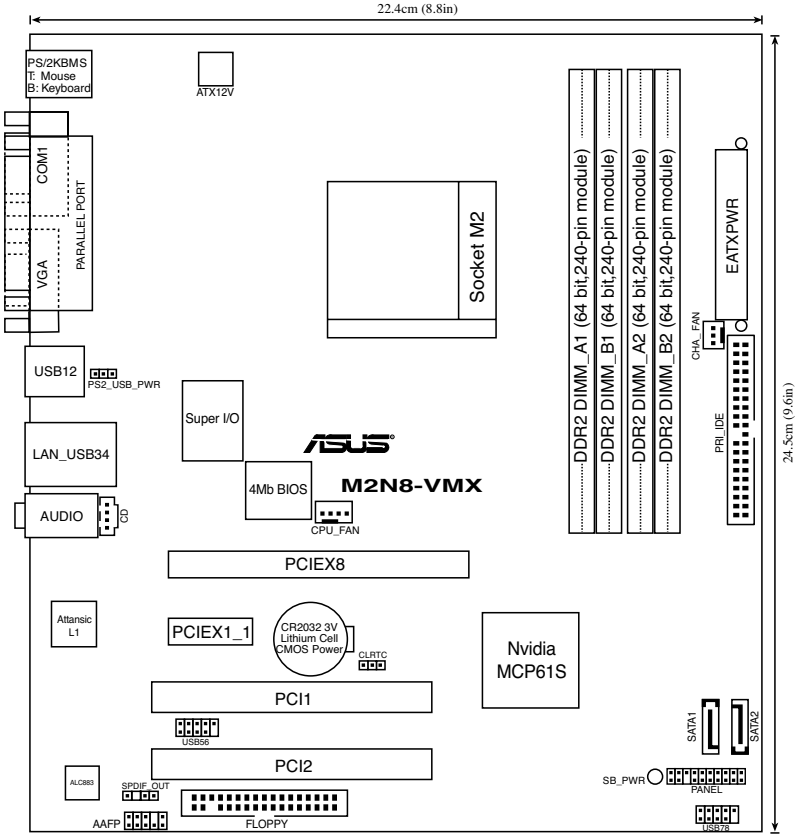 22.4cm (8.8in)
PS/2KBMS
T: Mouse
B: Keyboard
ATX12V
COM1
PARALLEL PORT
VGA
Socket M2
DDR2 DIMM_A1 (64 bit,240-pin module)
DDR2 DIMM_B1 (64 bit,240-pin module)
DDR2 DIMM_A2 (64 bit,240-pin module)
DDR2 DIMM_B2 (64 bit,240-pin module)
EATXPWR
CHA_FAN
PRI_IDE
24.5cm (9.6in)
USB12
PS2_USB_PWR
Super I/O
ASUS®
LAN_USB34
4Mb BIOS
M2N8-VMX
AUDIO
CD
CPU_FAN
PCIEX8
Attansic
L1
PCIEX1_1
CR2032 3V
Lithium Cell
CMOS Power
CLRTC
Nvidia
MCP61S
PCI1
USB56
SATA1
SATA2
PCI2
ALC883
SPDIF_OUT
SB_PWR
PANEL
AAFP
FLOPPY
USB78